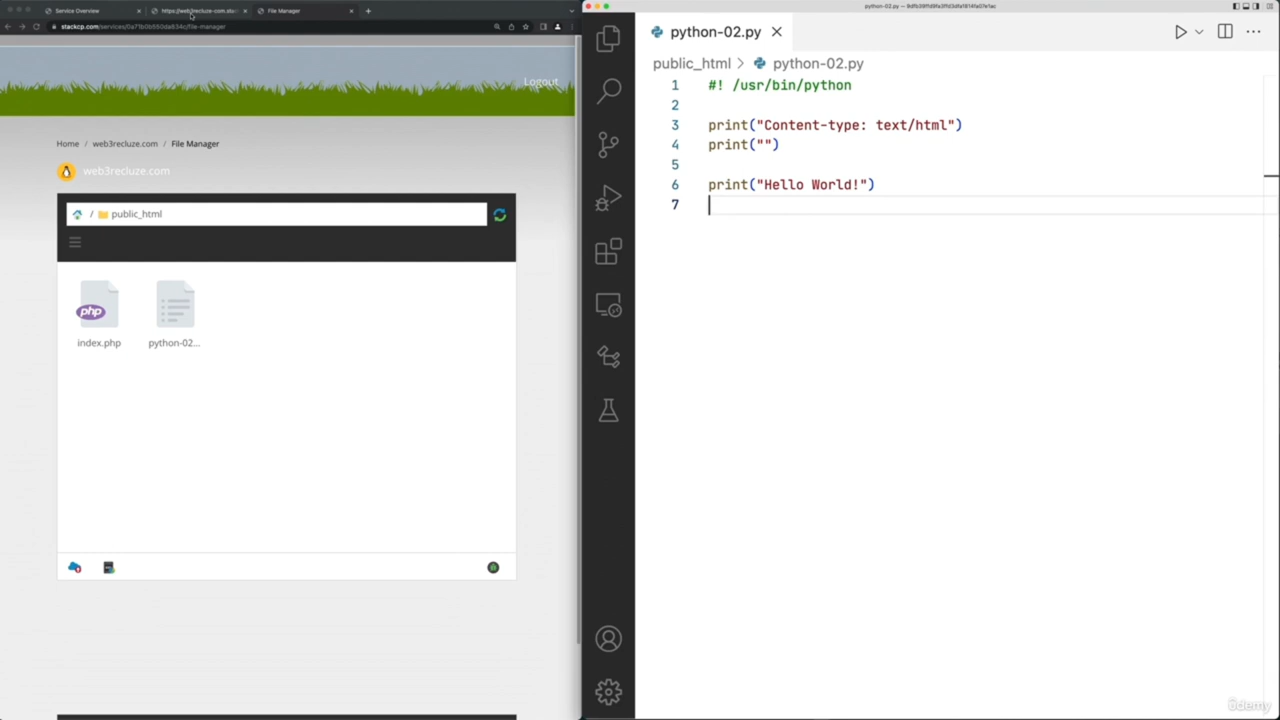 Service Overview
https://web3recluze-com.stu
File Manager
stackcp.com/services/0a71b0b550da834c/file-manager
Logout
Home / web3recluze.com / File Manager
web3recluze.com
/ public_html
php
index.php
python-02...
python-02.py
public_html > python-02.py
1 #! /usr/bin/python
2
3 print("Content-type: text/html")
4 print("")
5
6 print("Hello World!")
7
ûdemy